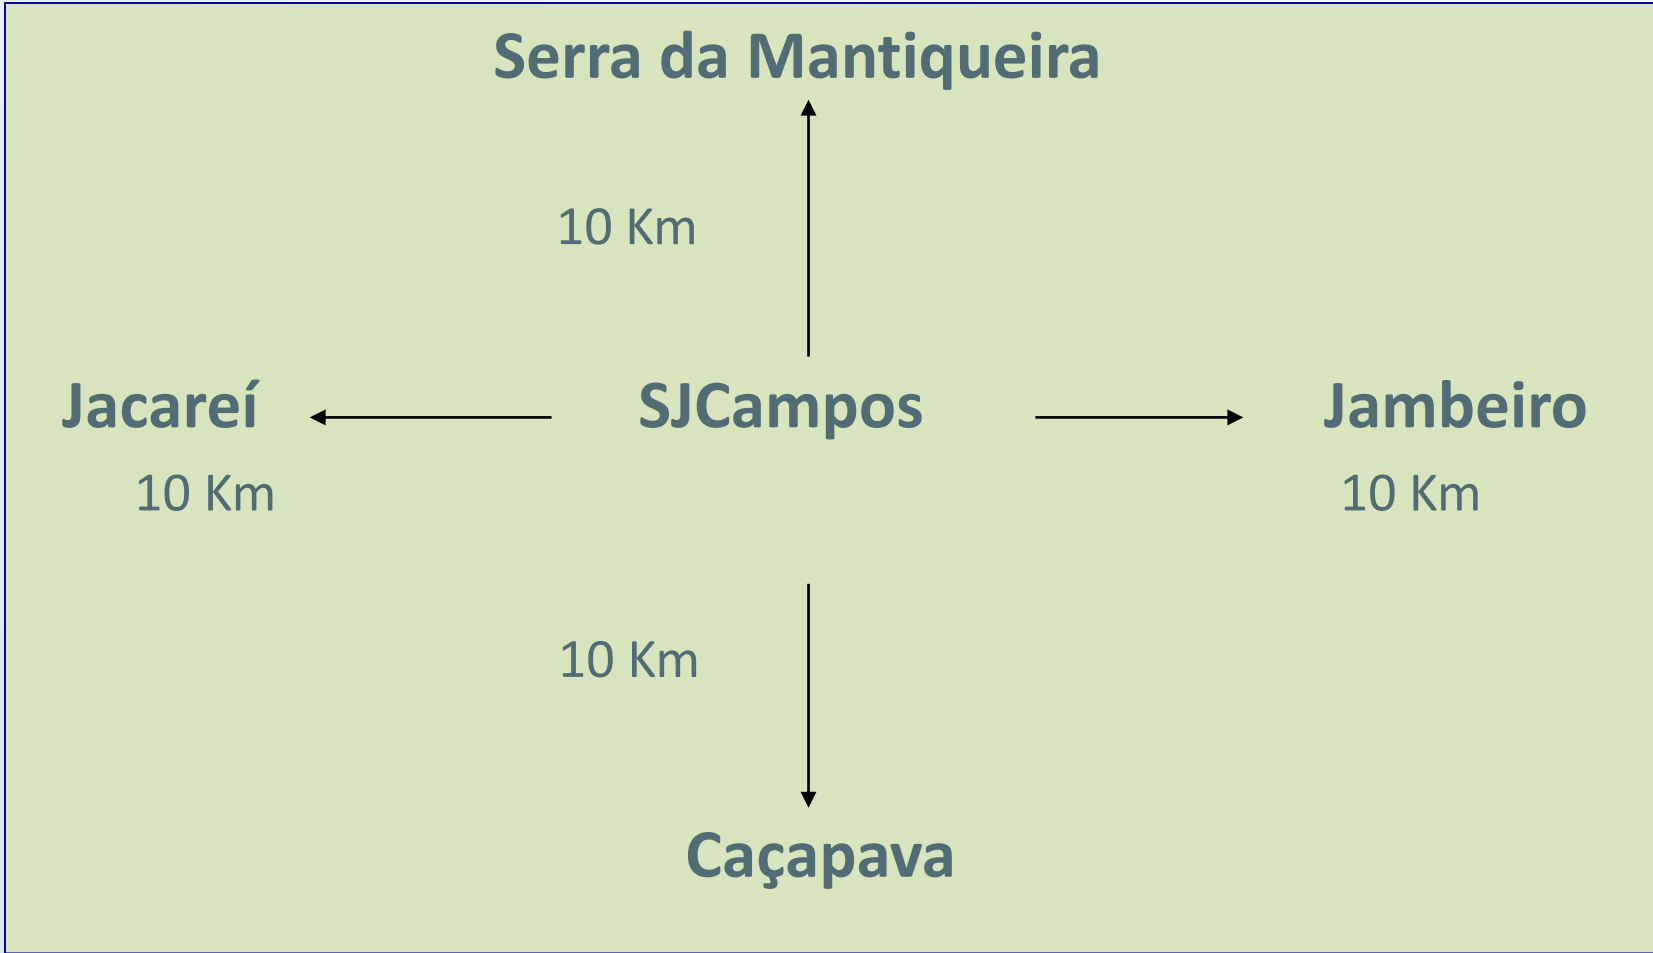 Serra da Mantiqueira
10 Km
Jacareí SJCampos Jambeiro
10 Km 10 Km
10 Km
Caçapava